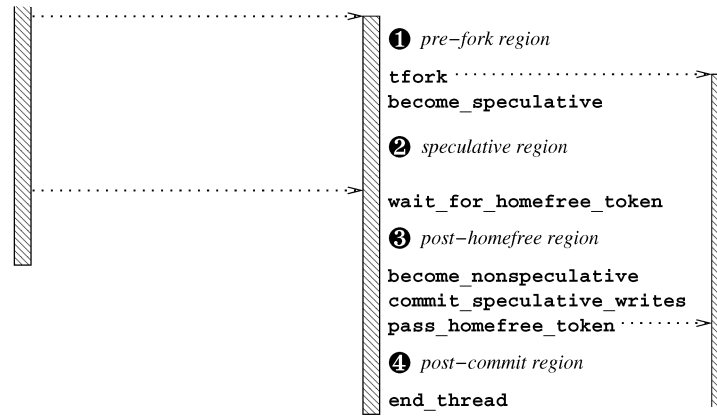 ❶ pre−fork region
tfork
become_speculative
❷ speculative region
wait_for_homefree_token
❸ post−homefree region
become_nonspeculative
commit_speculative_writes
pass_homefree_token
❹ post−commit region
end_thread